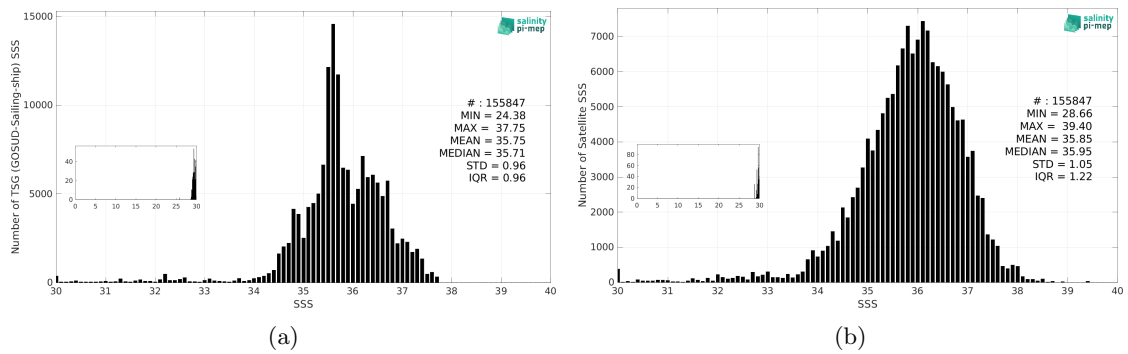 salinity
pi-mep
15000
10000
5000
0
Number of TSG (GOSUD-Sailing-ship) SSS
# : 155847
MIN = 24.38
MAX = 37.75
MEAN = 35.75
MEDIAN = 35.71
STD = 0.96
IQR = 0.96
40
20
0
0 5 10 15 20 25 30
30 31 32 33 34 35 36 37 38 39 40
SSS
(a)
salinity
pi-mep
7000
6000
5000
4000
3000
2000
1000
0
Number of Satellite SSS
# : 155847
MIN = 28.66
MAX = 39.40
MEAN = 35.85
MEDIAN = 35.95
STD = 1.05
IQR = 1.22
80
60
40
20
0
0 5 10 15 20 25 30
30 31 32 33 34 35 36 37 38 39 40
SSS
(b)